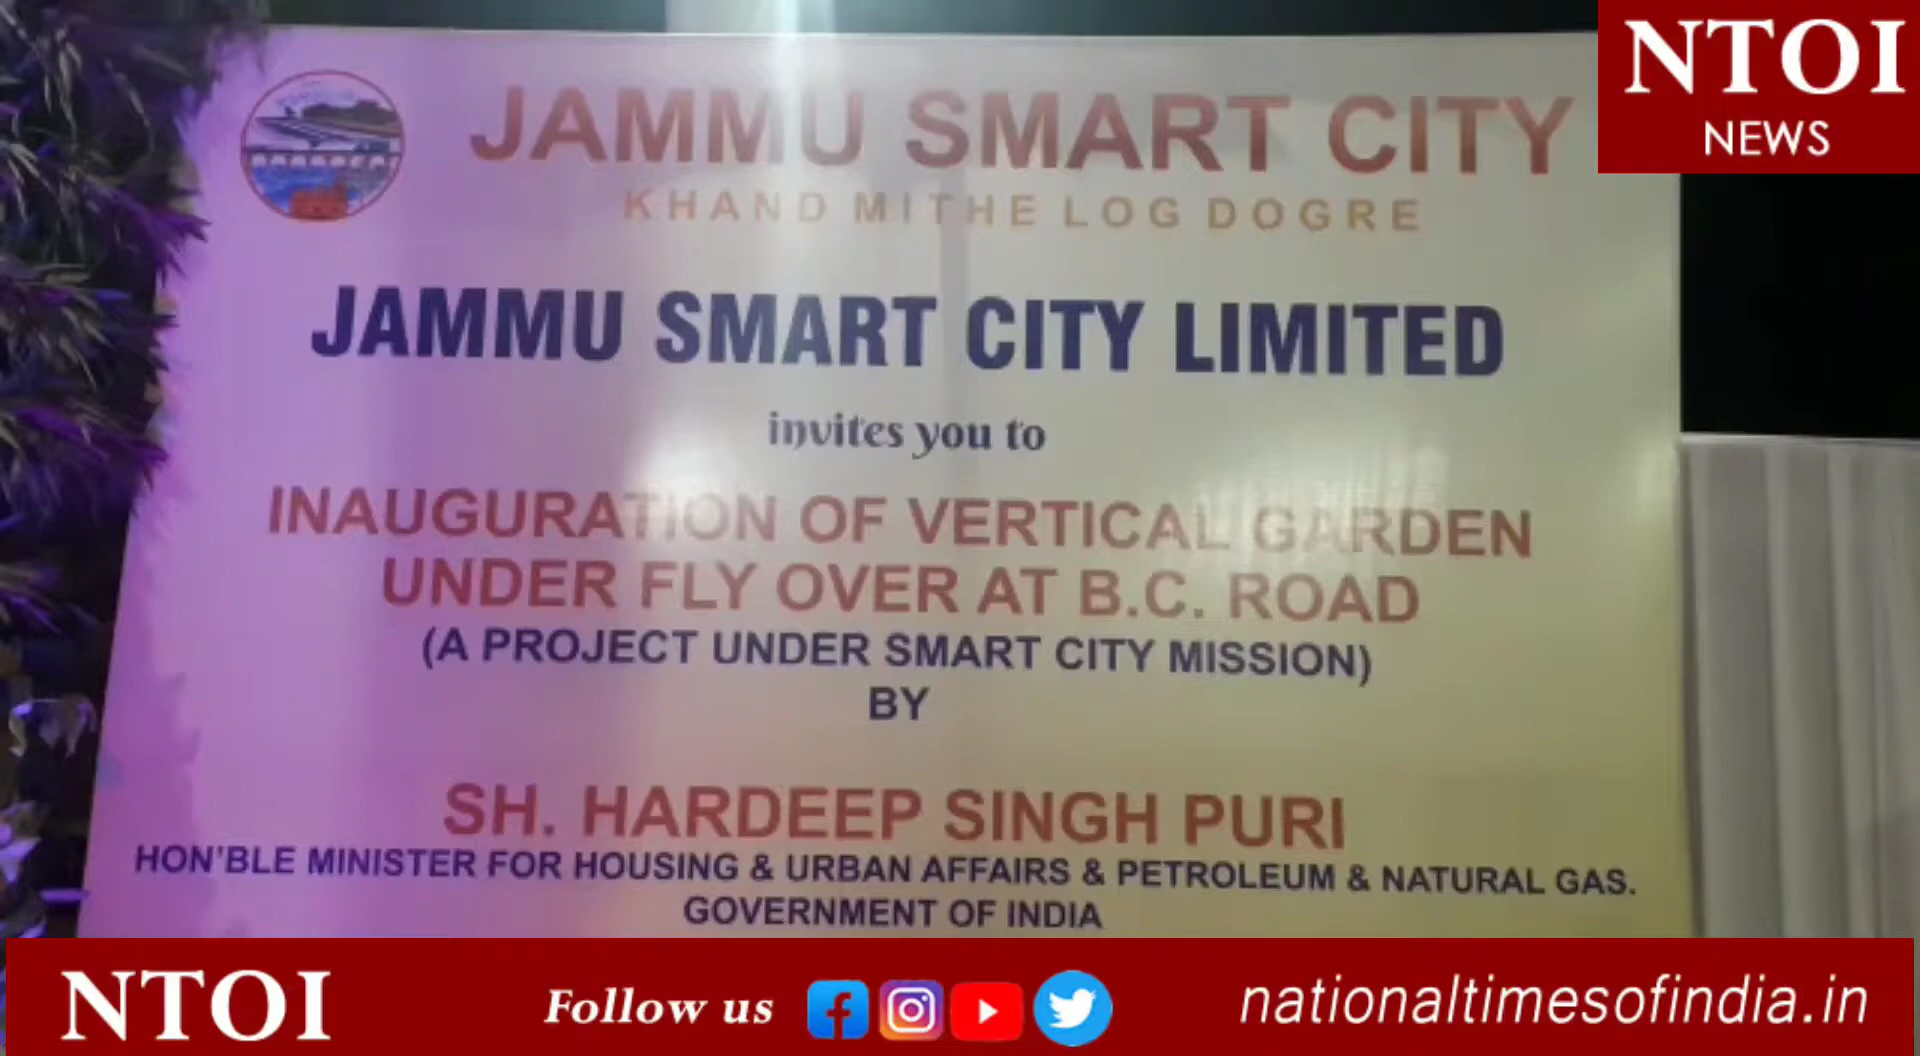 NTOI
NEWS
JAMMU SMART CITY
KHAND MITHE LOG DOGRE
JAMMU SMART CITY LIMITED
invites you to
INAUGURATION OF VERTICAL GARDEN
UNDER FLY OVER AT B.C. ROAD
(A PROJECT UNDER SMART CITY MISSION)
BY
SH. HARDEEP SINGH PURI
HON'BLE MINISTER FOR HOUSING & URBAN AFFAIRS & PETROLEUM & NATURAL GAS.
GOVERNMENT OF INDIA
NTOI
Follow us
nationaltimesofindia.in